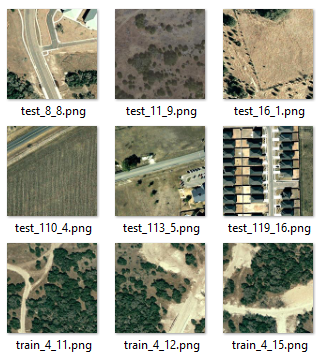 test_8_8.png test_11_9.png test_16_1.png
test_110_4.png test_113_5.png test_119_16.png
train_4_11.png train_4_12.png train_4_15.png